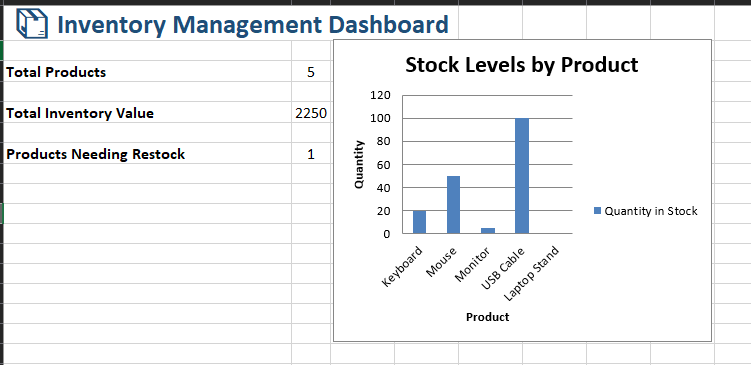 Inventory Management Dashboard
Total Products 5
Total Inventory Value 2250
Products Needing Restock 1
Stock Levels by Product
120
100
80
60
40
20
0
Quantity
Keyboard
Mouse
Monitor
USB Cable
Laptop Stand
Product
Quantity in Stock